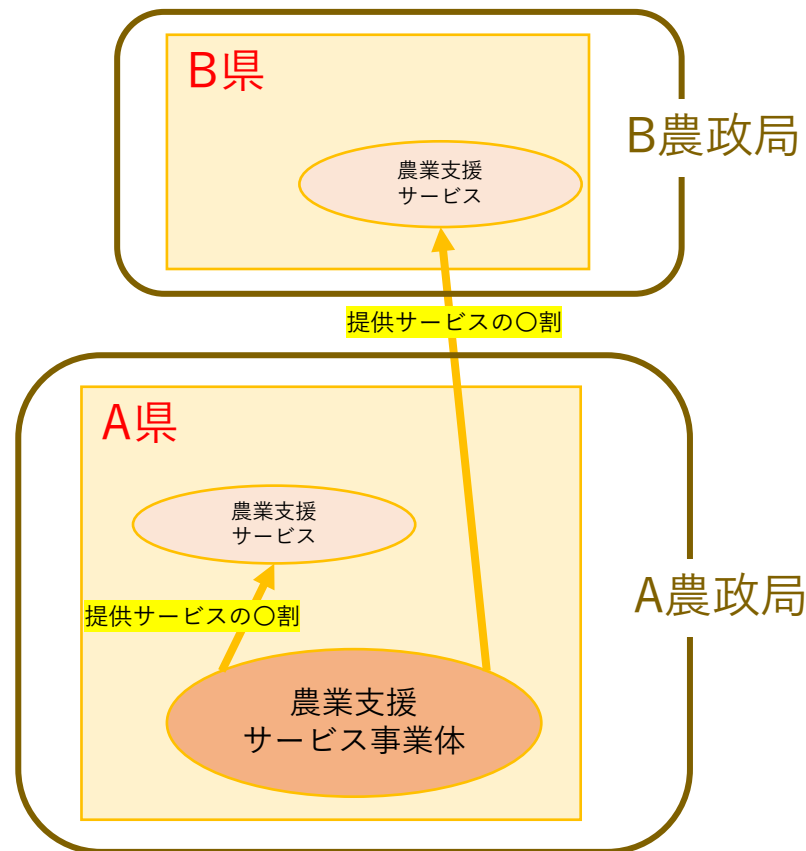 B県
B農政局
農業支援
サービス
提供サービスの〇割
A県
農業支援
サービス
提供サービスの〇割
A農政局
農業支援
サービス事業体